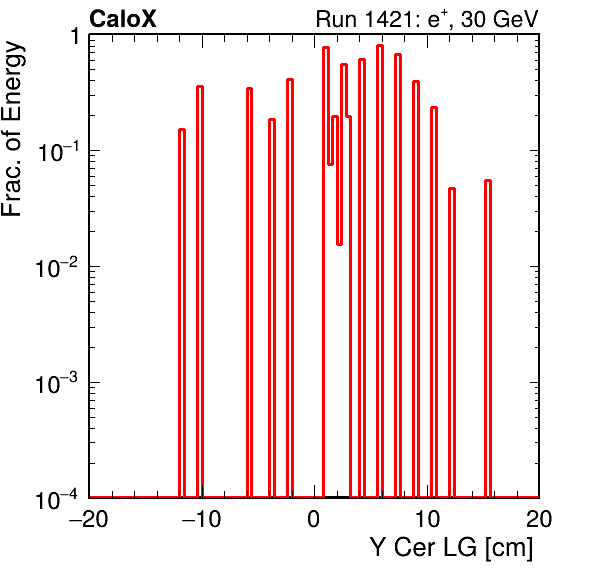 CaloX Run 1421: e⁺, 30 GeV
Frac. of Energy
1
10⁻¹
10⁻²
10⁻³
10⁻⁴
−20 −10 0 10 20
Y Cer LG [cm]